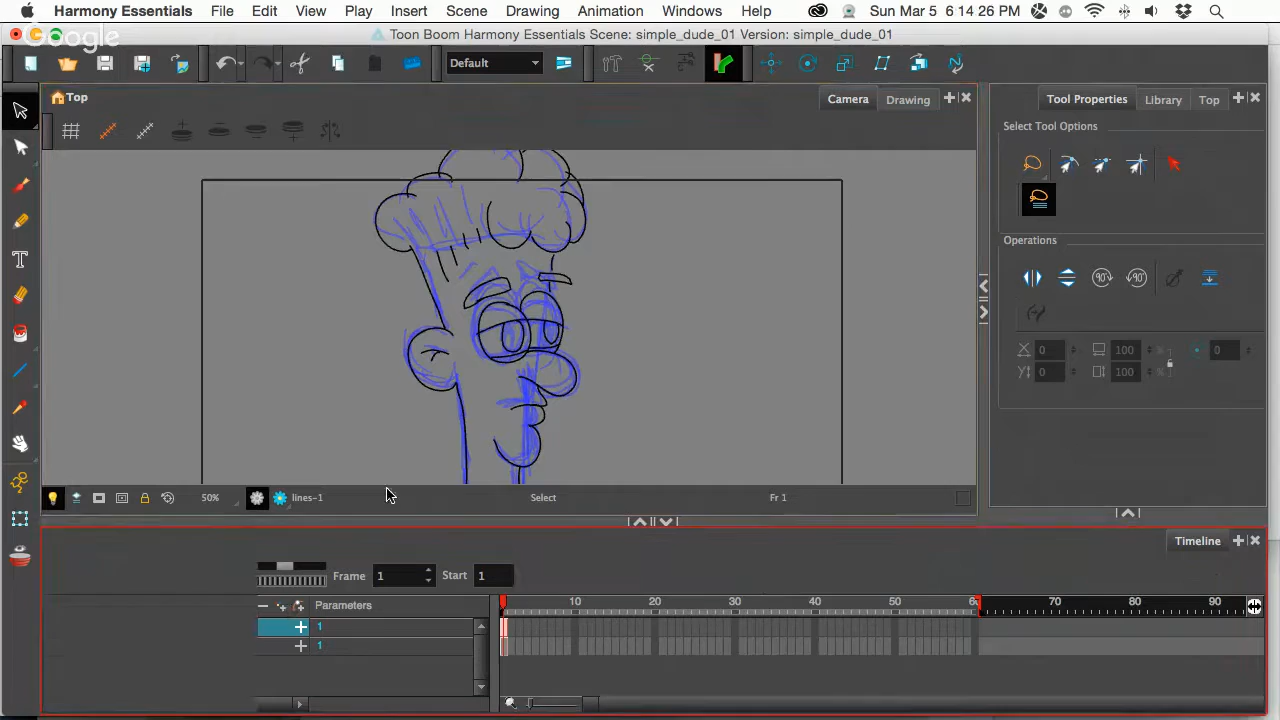 Harmony Essentials File Edit View Play Insert Scene Drawing Animation Windows Help Sun Mar 5 6:14:26 PM
Google
Toon Boom Harmony Essentials Scene: simple_dude_01 Version: simple_dude_01
Default
Top
Camera Drawing
Tool Properties Library Top
Select Tool Options
Operations
90° 90°
X 0 100 0
Y 0 100
50% lines-1 Select Fr 1
Timeline
Frame 1 Start 1
Parameters 10 20 30 40 50 60 70 80 90
1
1